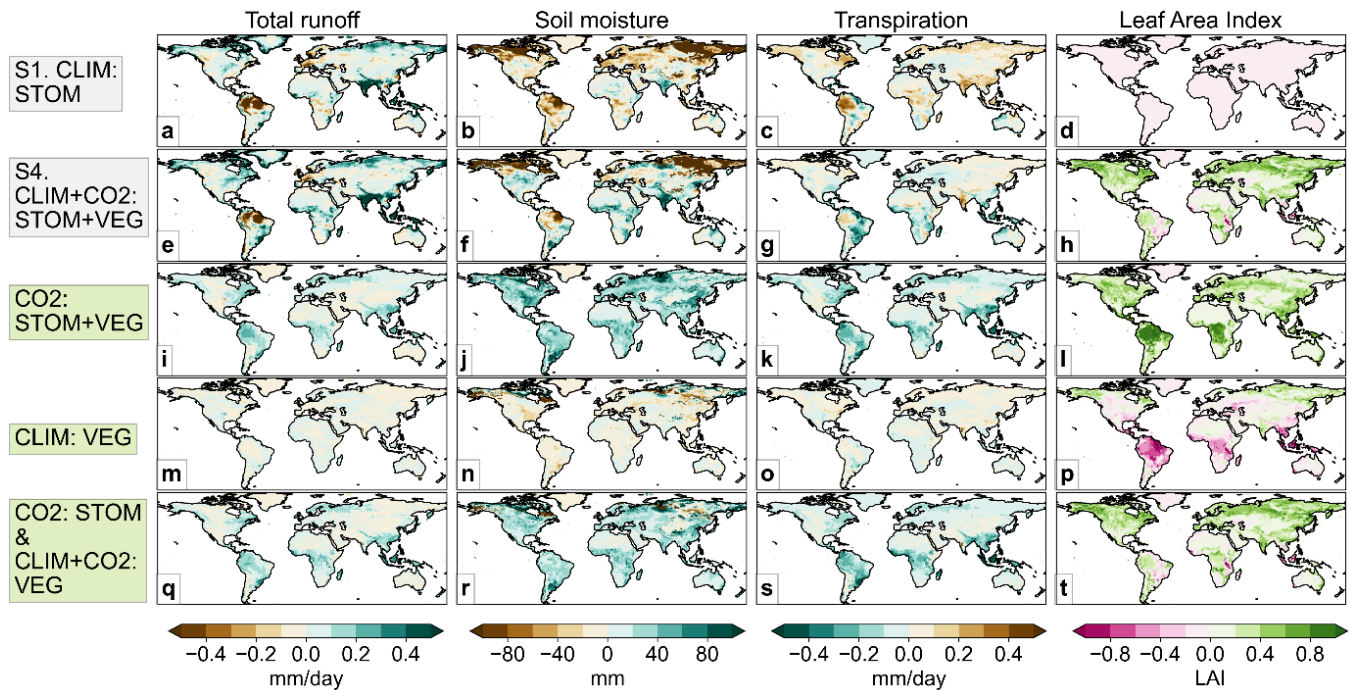 Total runoff Soil moisture Transpiration Leaf Area Index
S1. CLIM:
STOM
a b c d
S4.
CLIM+CO2:
STOM+VEG
e f g h
CO2:
STOM+VEG
i j k l
CLIM: VEG
m n o p
CO2: STOM
&
CLIM+CO2:
VEG
q r s t
−0.4 −0.2 0.0 0.2 0.4 −80 −40 0 40 80 −0.4 −0.2 0.0 0.2 0.4 −0.8 −0.4 0.0 0.4 0.8
mm/day mm mm/day LAI